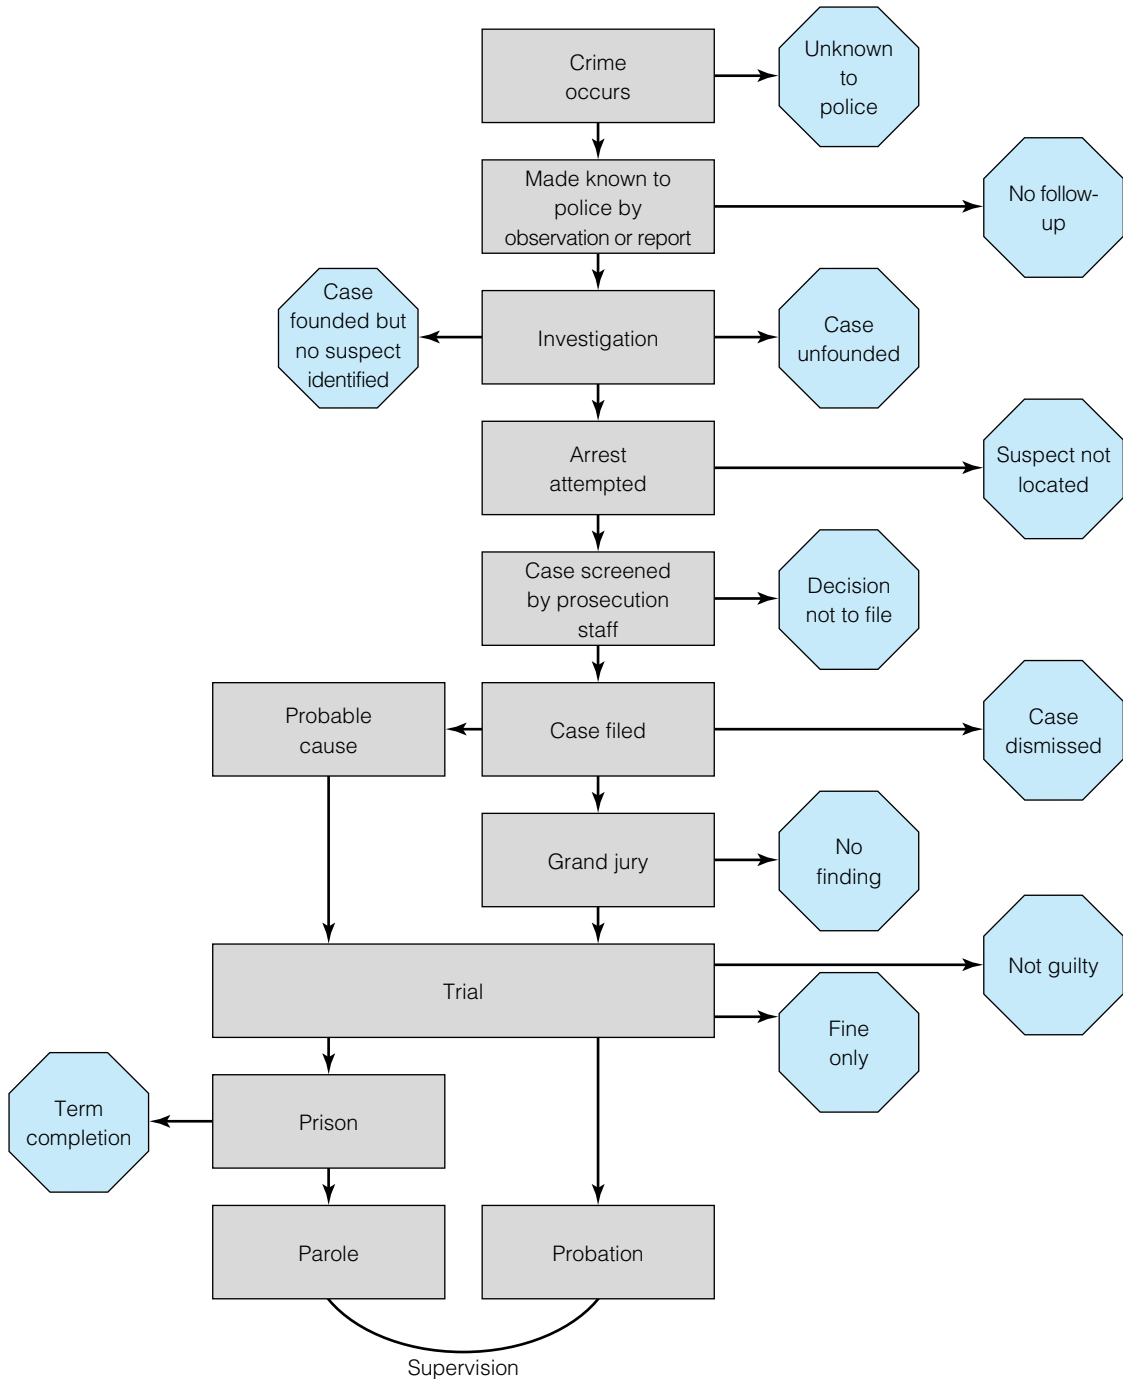 Crime
occurs
Unknown
to
police
Made known to
police by
observation or report
No follow-
up
Case
founded but
no suspect
identified
Investigation
Case
unfounded
Arrest
attempted
Suspect not
located
Case screened
by prosecution
staff
Decision
not to file
Probable
cause
Case filed
Case
dismissed
Grand jury
No
finding
Trial
Not guilty
Fine
only
Term
completion
Prison
Parole
Probation
Supervision